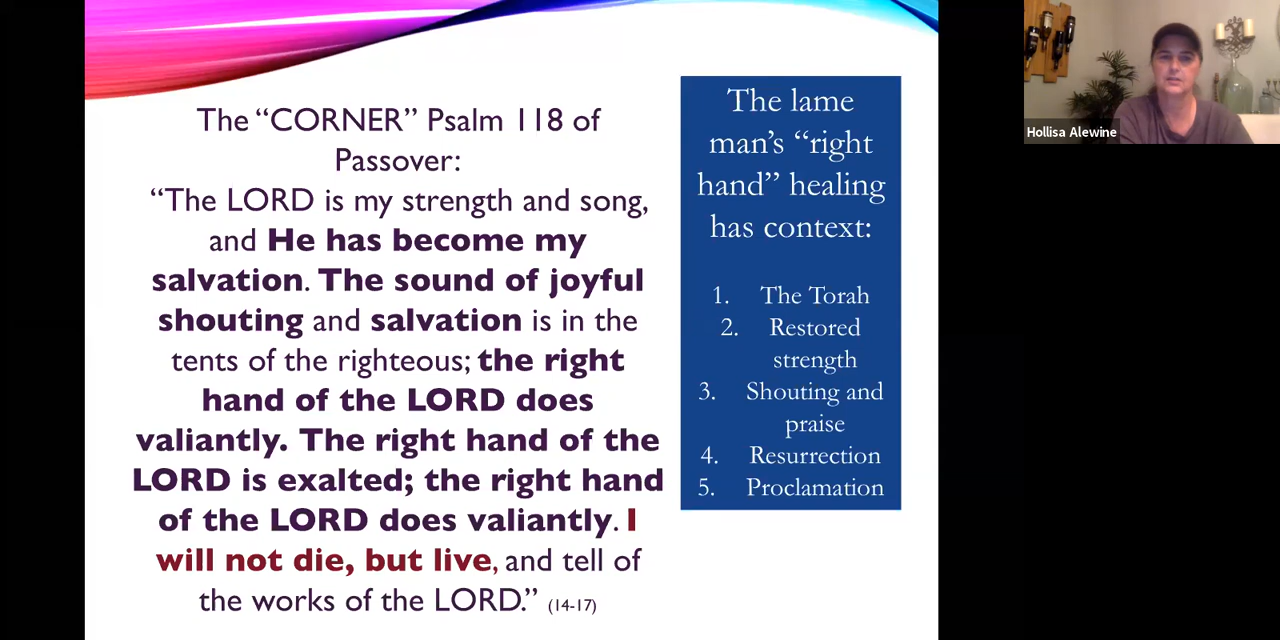 The “CORNER” Psalm 118 of
Passover:
“The LORD is my strength and song,
and He has become my
salvation. The sound of joyful
shouting and salvation is in the
tents of the righteous; the right
hand of the LORD does
valiantly. The right hand of the
LORD is exalted; the right hand
of the LORD does valiantly. I
will not die, but live, and tell of
the works of the LORD.” (14-17)
The lame
man’s “right
hand” healing
has context:
1. The Torah
2. Restored
strength
3. Shouting and
praise
4. Resurrection
5. Proclamation
Hollisa Alewine